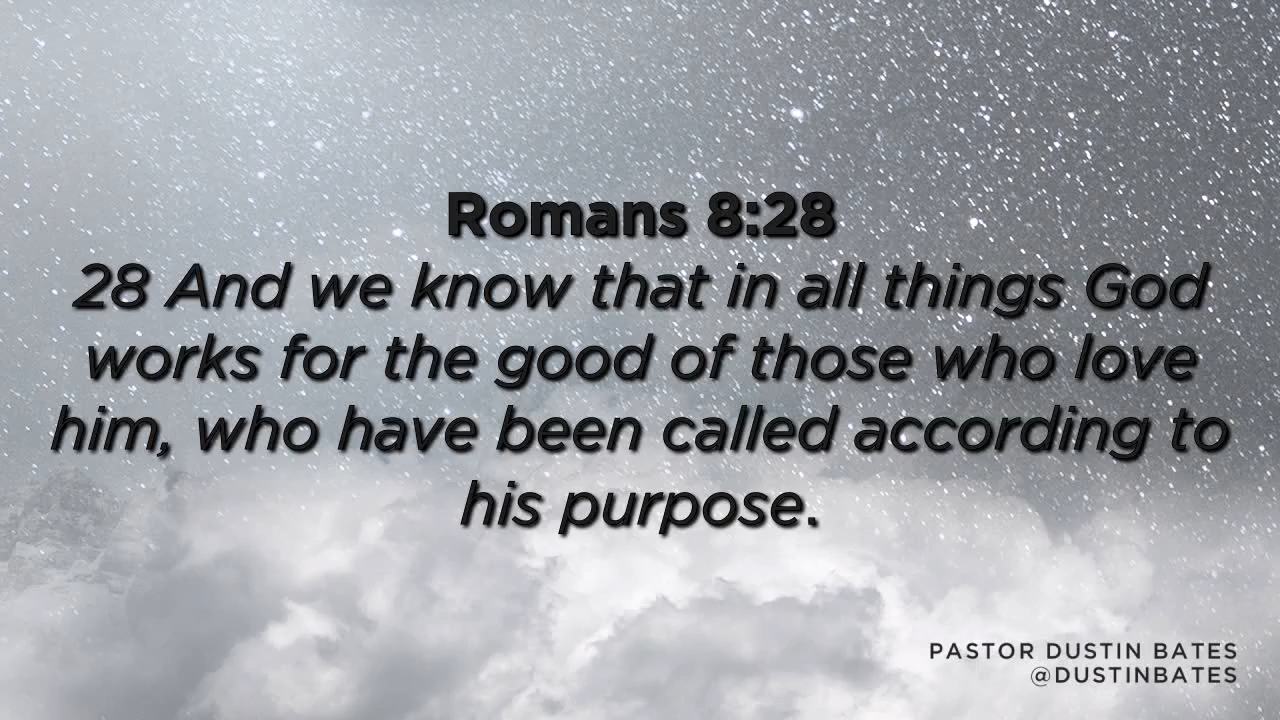 Romans 8:28
28 And we know that in all things God
works for the good of those who love
him, who have been called according to
his purpose.
PASTOR DUSTIN BATES
@DUSTINBATES